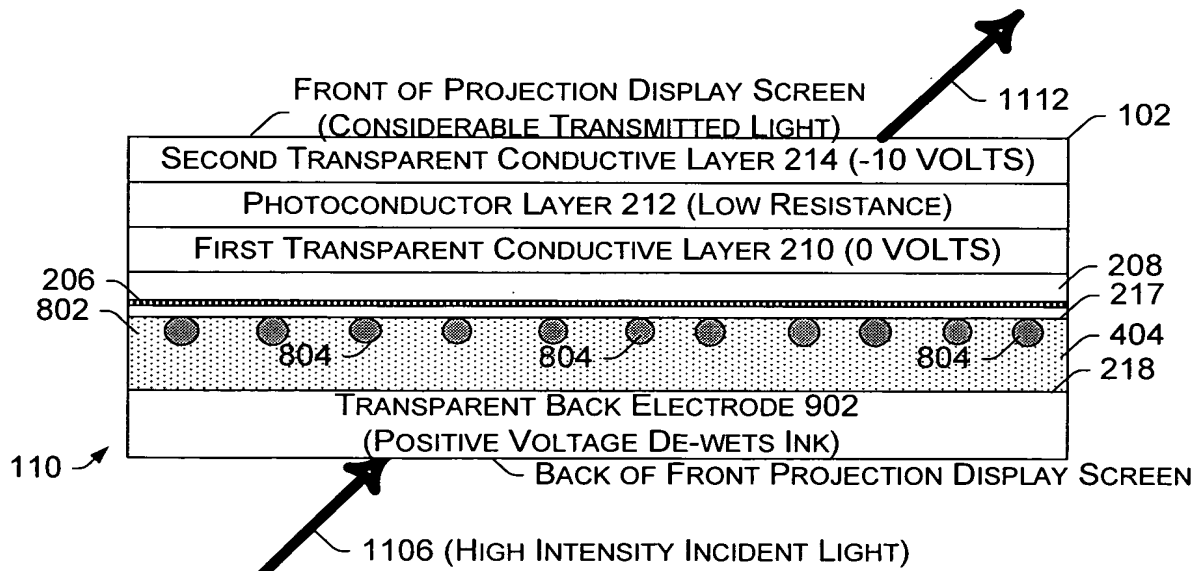 1112
102
FRONT OF PROJECTION DISPLAY SCREEN
(CONSIDERABLE TRANSMITTED LIGHT)
SECOND TRANSPARENT CONDUCTIVE LAYER 214 (-10 VOLTS)
PHOTOCONDUCTOR LAYER 212 (LOW RESISTANCE)
FIRST TRANSPARENT CONDUCTIVE LAYER 210 (0 VOLTS)
206
208
217
802
804
804
804
404
218
TRANSPARENT BACK ELECTRODE 902
(POSITIVE VOLTAGE DE-WETS INK)
110
BACK OF FRONT PROJECTION DISPLAY SCREEN
1106 (HIGH INTENSITY INCIDENT LIGHT)